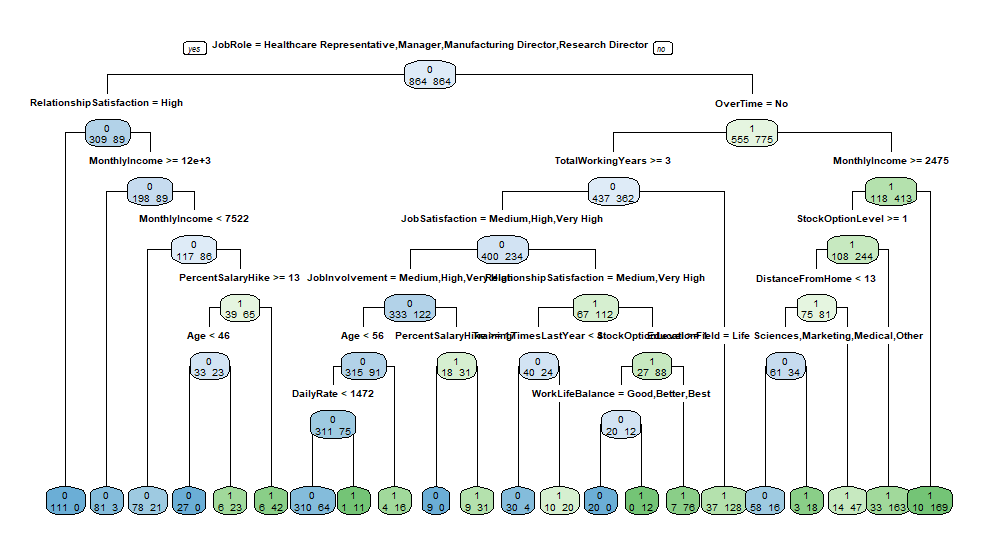 yes JobRole = Healthcare Representative,Manager,Manufacturing Director,Research Director no
0
864 864
RelationshipSatisfaction = High OverTime = No
0 1
309 89 555 775
MonthlyIncome >= 12e+3 TotalWorkingYears >= 3 MonthlyIncome >= 2475
0 0 1
198 89 437 362 118 413
MonthlyIncome < 7522 JobSatisfaction = Medium,High,Very High StockOptionLevel >= 1
0 0 1
117 86 400 234 108 244
PercentSalaryHike >= 13 JobInvolvement = Medium,High,Very High RelationshipSatisfaction = Medium,Very High DistanceFromHome < 13
1 0 1 1
39 65 333 122 67 112 75 81
Age < 46 Age < 56 PercentSalaryHike TrainingTimesLastYear < StockOptionLevel EducationField = Life Sciences,Marketing,Medical,Other
0 0 1 0 1 0
33 23 315 91 18 31 40 24 27 88 61 34
DailyRate < 1472 WorkLifeBalance = Good,Better,Best
0 0
311 75 20 12
0 0 0 0 1 1 0 1 1 0 1 0 1 0 1 1 1 0 1 1 1 1
111 0 81 3 78 21 27 0 6 23 6 42 310 64 1 11 4 16 9 0 9 31 30 4 10 20 20 0 0 12 7 76 37 128 58 16 3 18 14 47 33 163 10 169